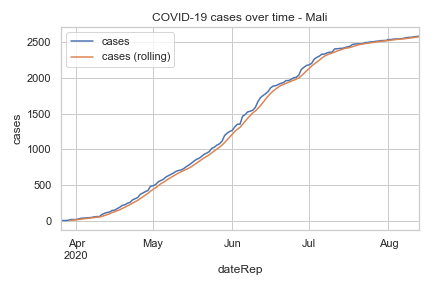 COVID-19 cases over time - Mali
cases
cases (rolling)
2500
2000
1500
1000
500
0
cases
Apr
2020
May
Jun
Jul
Aug
dateRep